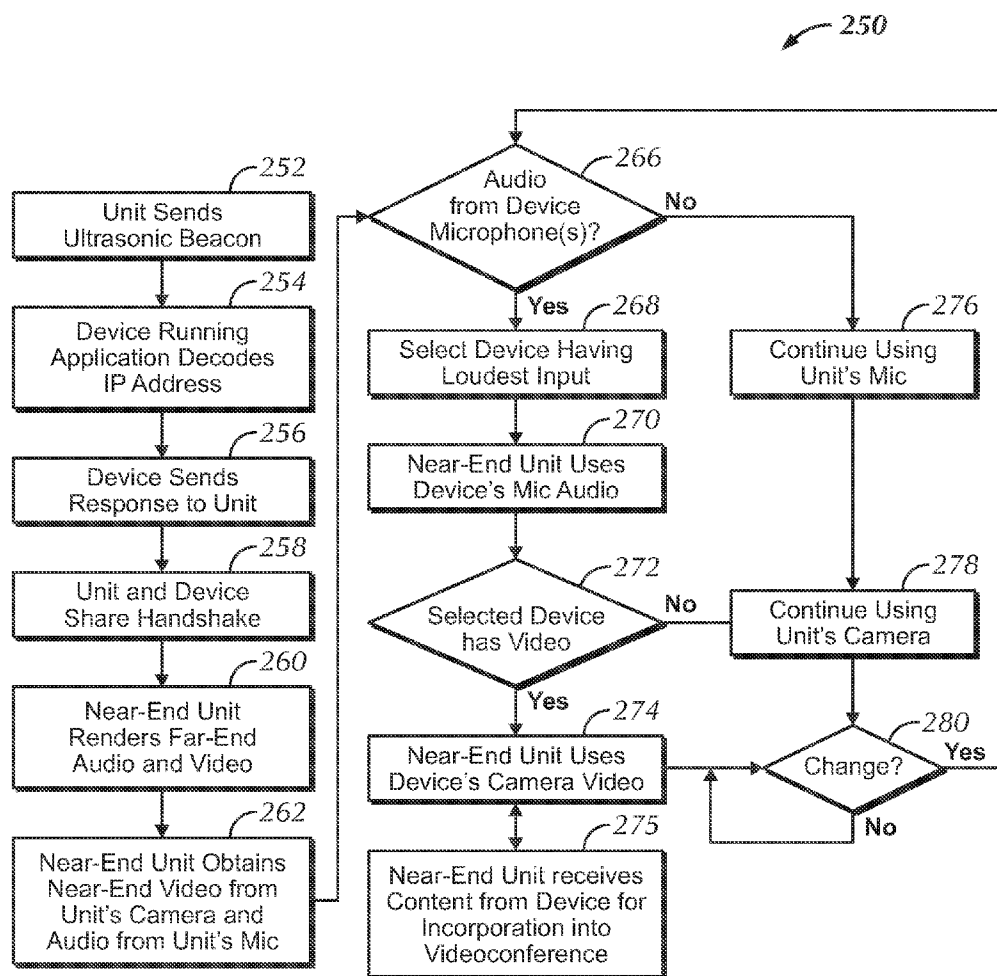 250
252
Unit Sends
Ultrasonic Beacon
254
Device Running
Application Decodes
IP Address
256
Device Sends
Response to Unit
258
Unit and Device
Share Handshake
260
Near-End Unit
Renders Far-End
Audio and Video
262
Near-End Unit Obtains
Near-End Video from
Unit's Camera and
Audio from Unit's Mic
266
Audio
from Device
Microphone(s)?
No
Yes
268
Select Device Having
Loudest Input
270
Near-End Unit Uses
Device's Mic Audio
272
Selected Device
has Video
No
Yes
274
Near-End Unit Uses
Device's Camera Video
275
Near-End Unit receives
Content from Device for
Incorporation into
Videoconference
276
Continue Using
Unit's Mic
278
Continue Using
Unit's Camera
280
Change?
Yes
No